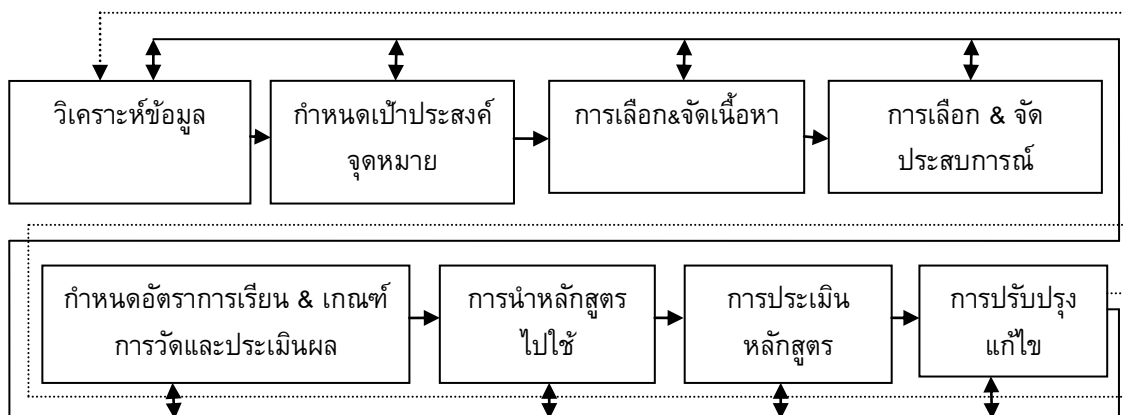 วิเคราะห์ข้อมูล
กำหนดเป้าประสงค์
จุดหมาย
การเลือก&จัดเนื้อหา
การเลือก & จัด
ประสบการณ์
กำหนดอัตราการเรียน & เกณฑ์
การวัดและประเมินผล
การนำหลักสูตร
ไปใช้
การประเมิน
หลักสูตร
การปรับปรุง
แก้ไข